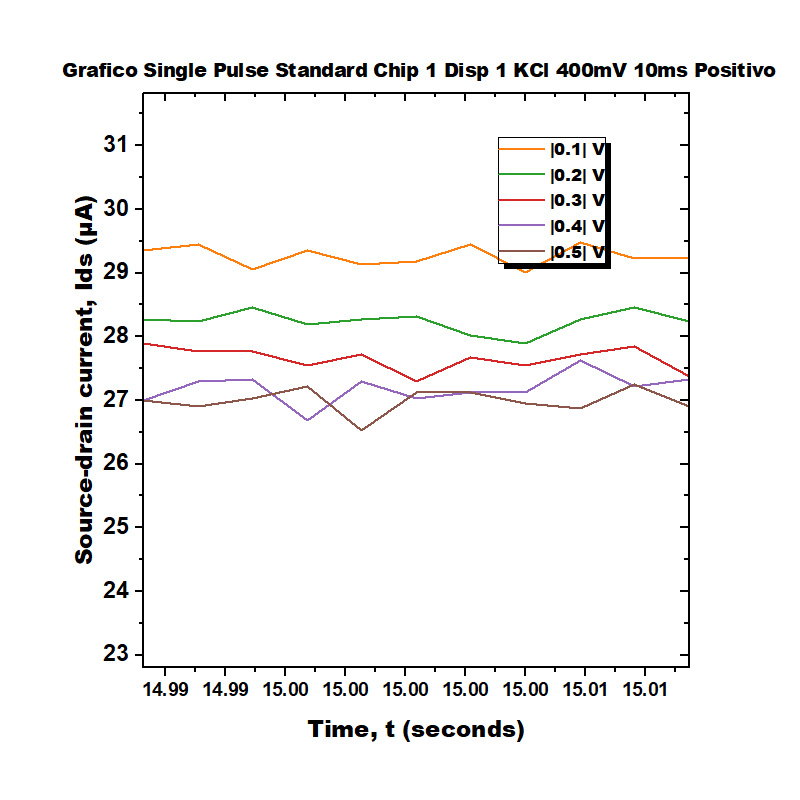 Grafico Single Pulse Standard Chip 1 Disp 1 KCl 400mV 10ms Positivo
|0.1| V
|0.2| V
|0.3| V
|0.4| V
|0.5| V
Source-drain current, Ids (µA)
31
30
29
28
27
26
25
24
23
14.99 14.99 15.00 15.00 15.00 15.00 15.00 15.01 15.01
Time, t (seconds)